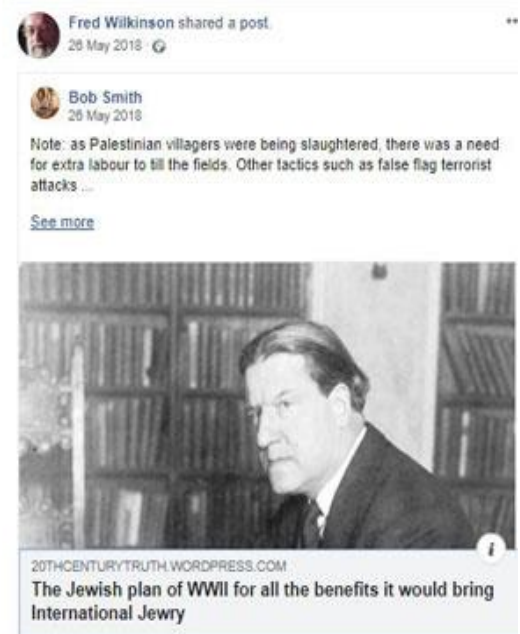 Fred Wilkinson shared a post.
26 May 2018
Bob Smith
26 May 2018
Note: as Palestinian villagers were being slaughtered, there was a need
for extra labour to till the fields. Other tactics such as false flag terrorist
attacks ...
See more
i
20THCENTURYTRUTH.WORDPRESS.COM
The Jewish plan of WWII for all the benefits it would bring
International Jewry